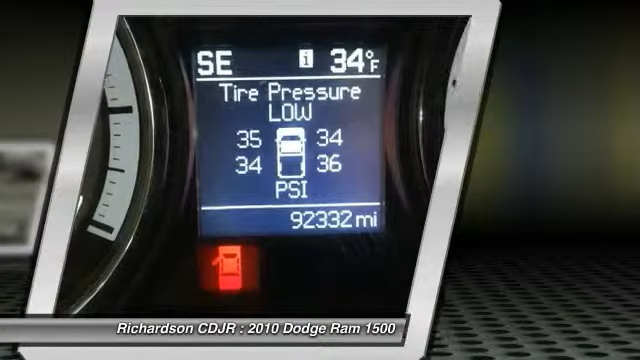 SE i 34°F
Tire Pressure
LOW
35 34
34 36
PSI
92332 mi
Richardson CDJR : 2010 Dodge Ram 1500